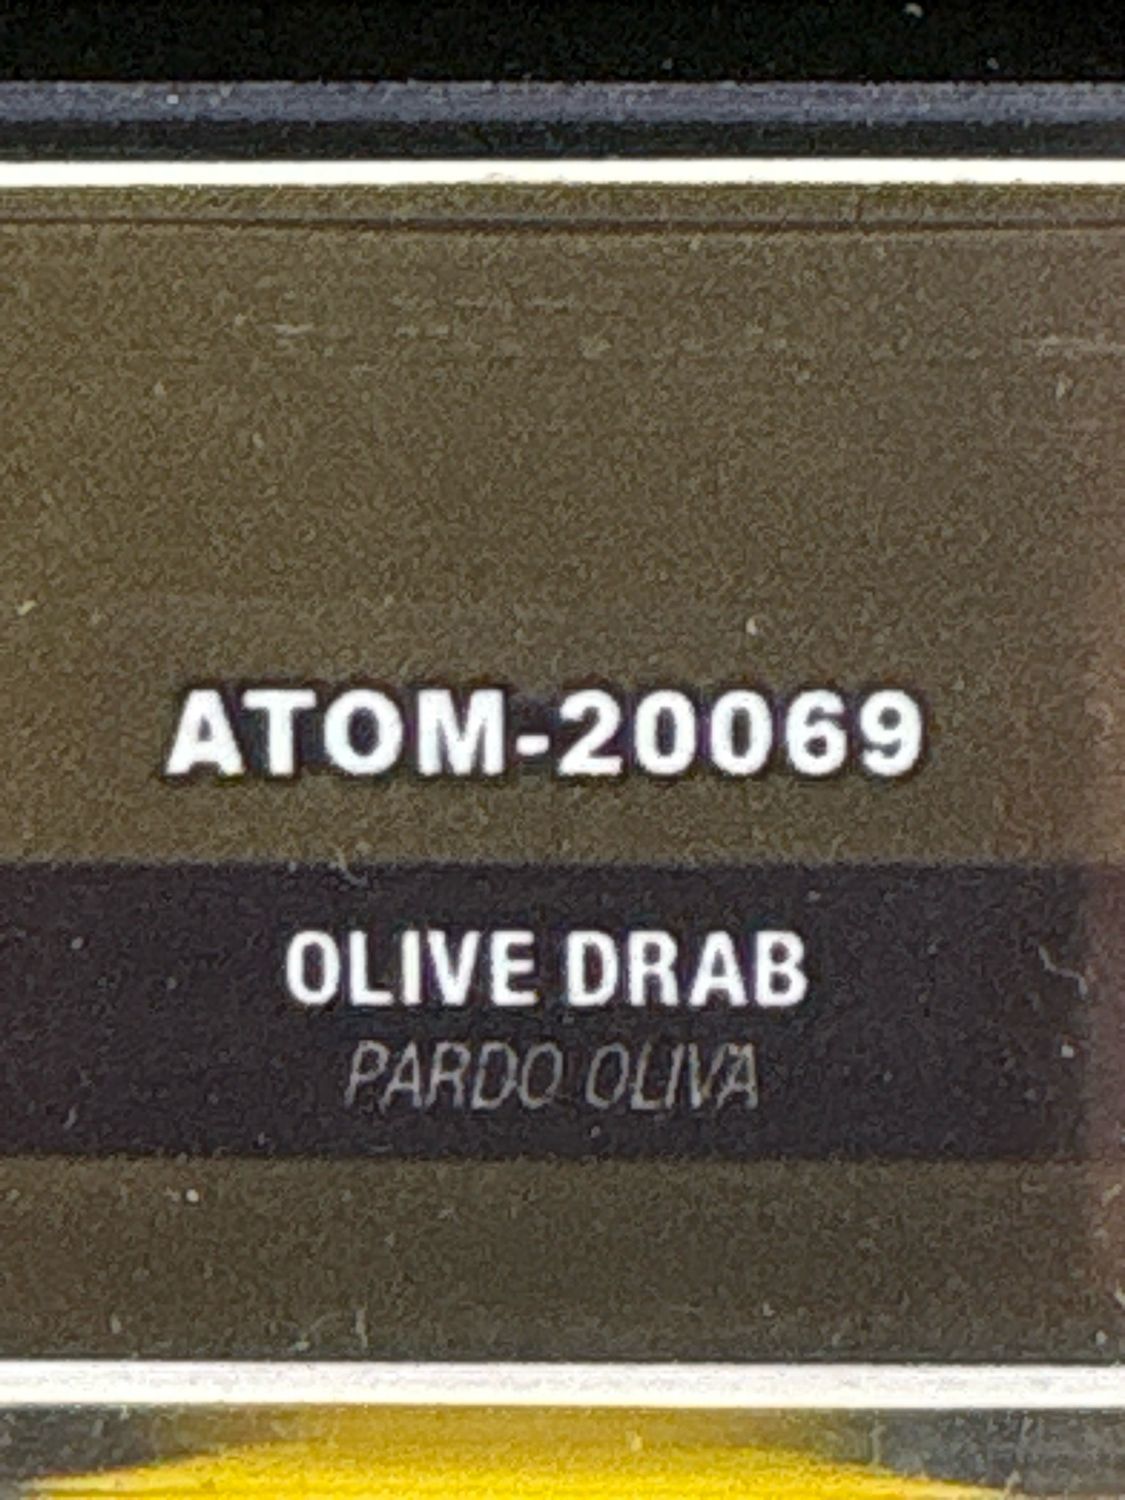 ATOM-20069
OLIVE DRAB
PARDO OLIVA